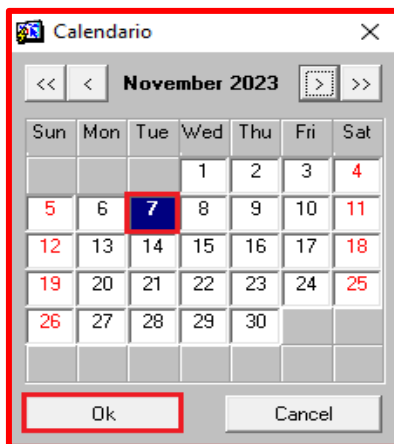 Calendario
<< < November 2023 > >>
Sun Mon Tue Wed Thu Fri Sat
1 2 3 4
5 6 7 8 9 10 11
12 13 14 15 16 17 18
19 20 21 22 23 24 25
26 27 28 29 30
Ok Cancel